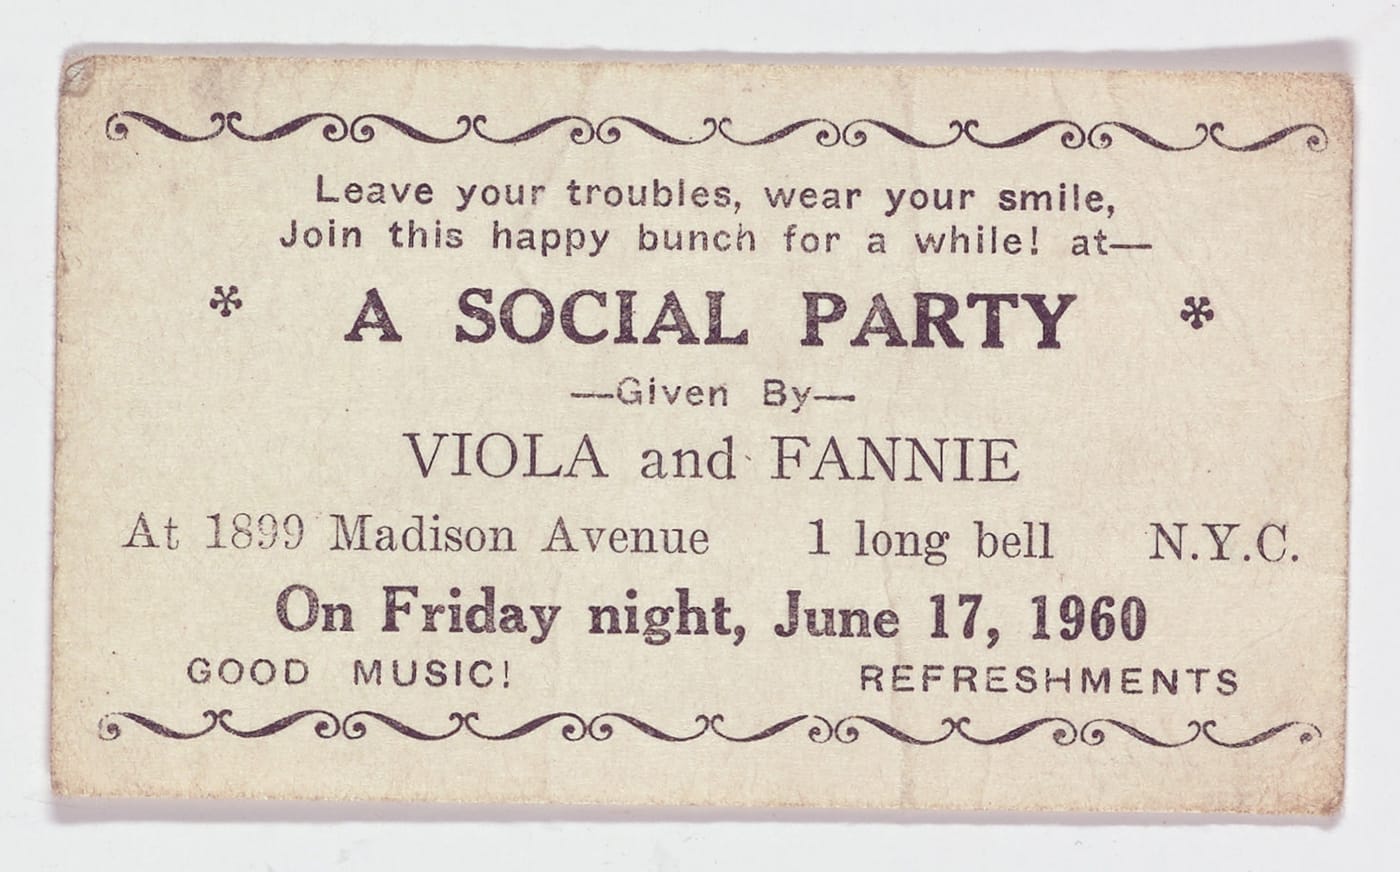 Leave your troubles, wear your smile,
Join this happy bunch for a while! at—
* A SOCIAL PARTY *
—Given By—
VIOLA and FANNIE
At 1899 Madison Avenue 1 long bell N.Y.C.
On Friday night, June 17, 1960
GOOD MUSIC! REFRESHMENTS